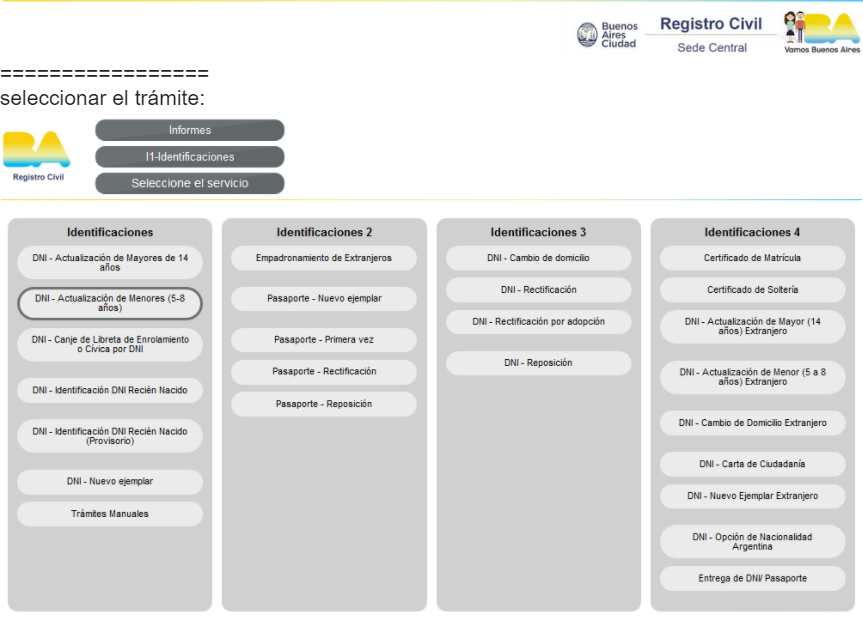 Buenos
Aires
Ciudad
Registro Civil
Sede Central
BA
Vamos Buenos Aires
=================
seleccionar el trámite:
BA
Registro Civil
Informes
I1-Identificaciones
Seleccione el servicio
Identificaciones
DNI - Actualización de Mayores de 14
años
DNI - Actualización de Menores (5-8
años)
DNI - Canje de Libreta de Enrolamiento
o Cívica por DNI
DNI - Identificación DNI Recién Nacido
DNI - Identificación DNI Recién Nacido
(Provisorio)
DNI - Nuevo ejemplar
Trámites Manuales
Identificaciones 2
Empadronamiento de Extranjeros
Pasaporte - Nuevo ejemplar
Pasaporte - Primera vez
Pasaporte - Rectificación
Pasaporte - Reposición
Identificaciones 3
DNI - Cambio de domicilio
DNI - Rectificación
DNI - Rectificación por adopción
DNI - Reposición
Identificaciones 4
Certificado de Matrícula
Certificado de Soltería
DNI - Actualización de Mayor (14
años) Extranjero
DNI - Actualización de Menor (5 a 8
años) Extranjero
DNI - Cambio de Domicilio Extranjero
DNI - Carta de Ciudadanía
DNI - Nuevo Ejemplar Extranjero
DNI - Opción de Nacionalidad
Argentina
Entrega de DNI/ Pasaporte